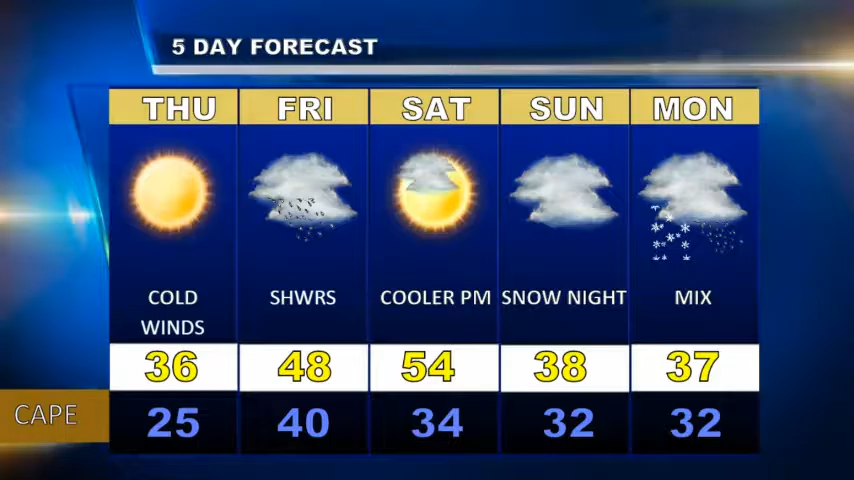 5 DAY FORECAST
THU FRI SAT SUN MON
COLD WINDS
SHWRS
COOLER PM
SNOW NIGHT
MIX
36 48 54 38 37
CAPE
25 40 34 32 32